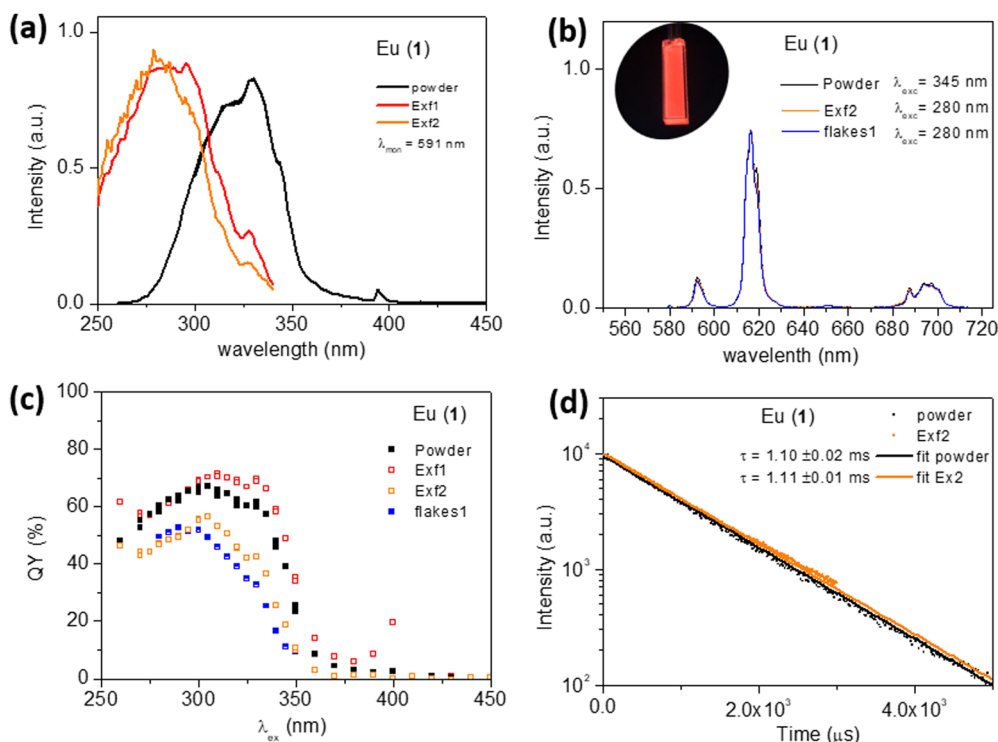 (a)
Eu (1)
powder
Exf1
Exf2
λmon = 591 nm
1.0
0.5
0.0
Intensity (a.u.)
250 300 350 400 450
wavelength (nm)
(b)
Eu (1)
Powder λexc = 345 nm
Exf2 λexc = 280 nm
flakes1 λexc = 280 nm
1.0
0.5
0.0
Intensity (a.u.)
560 580 600 620 640 660 680 700 720
wavelenth (nm)
(c)
Eu (1)
Powder
Exf1
Exf2
flakes1
100
80
60
40
20
0
QY (%)
250 300 350 400 450
λex (nm)
(d)
Eu (1)
powder
Exf2
τ = 1.10 ±0.02 ms fit powder
τ = 1.11 ±0.01 ms fit Ex2
10⁴
10³
10²
Intensity (a.u.)
0.0 2.0x10³ 4.0x10³
Time (μs)